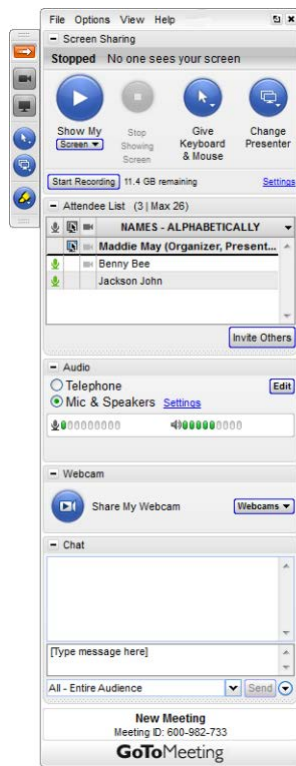 File Options View Help
Screen Sharing
Stopped No one sees your screen
Show My
Screen
Stop
Showing
Screen
Give
Keyboard
& Mouse
Change
Presenter
Start Recording 11.4 GB remaining Settings
Attendee List (3 | Max 26)
NAMES - ALPHABETICALLY
Maddie May (Organizer, Present...
Benny Bee
Jackson John
Invite Others
Audio
Telephone Edit
Mic & Speakers Settings
Webcam
Share My Webcam Webcams
Chat
[Type message here]
All - Entire Audience Send
New Meeting
Meeting ID: 600-982-733
GoToMeeting